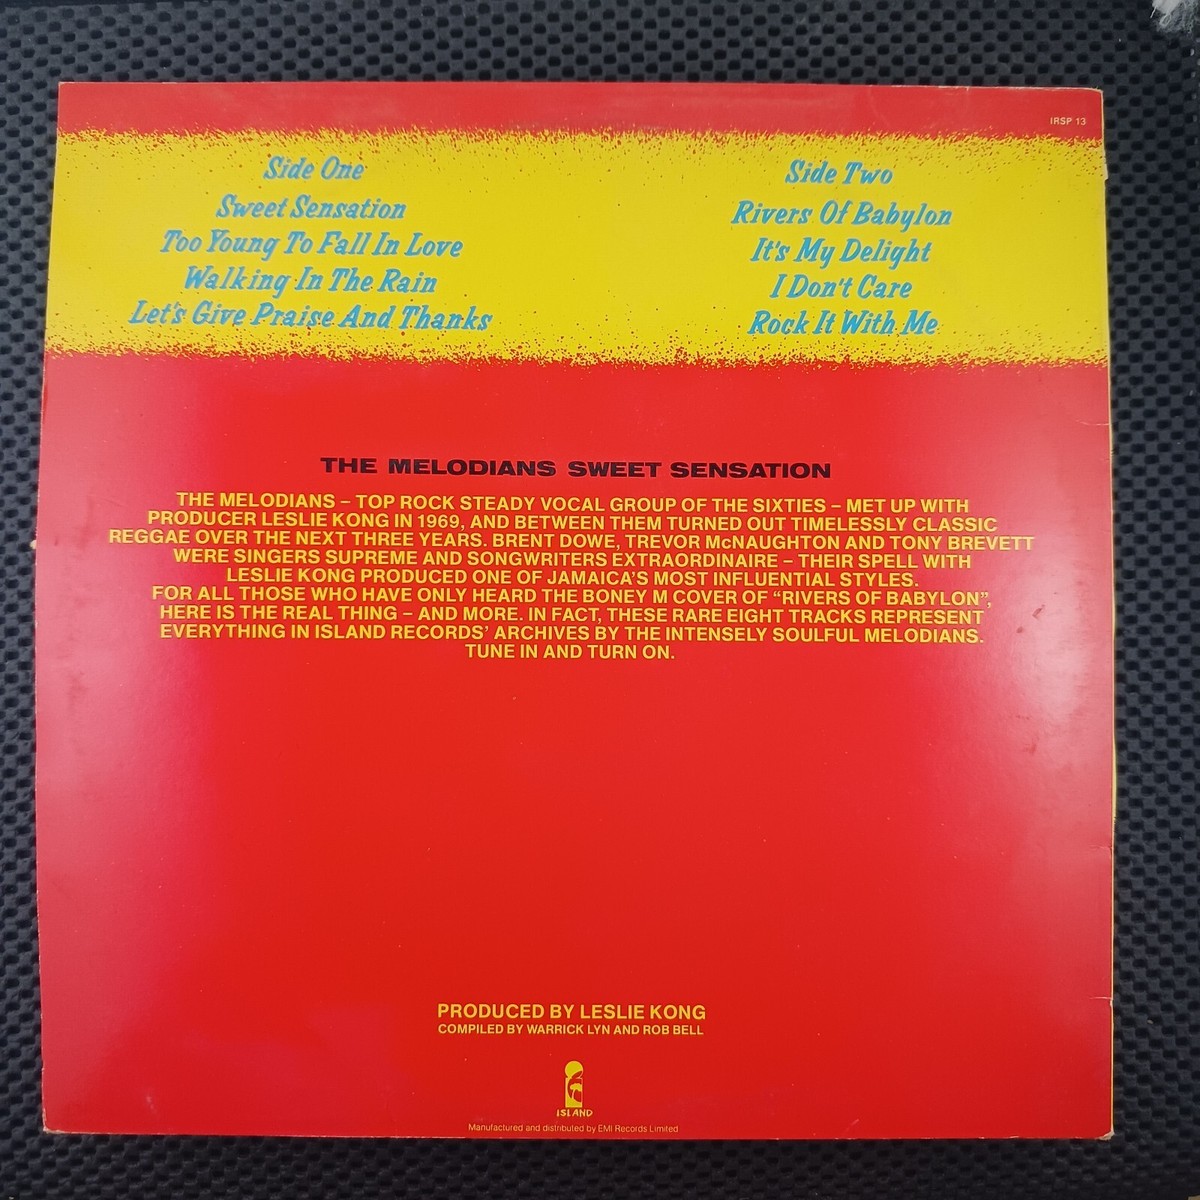 IRSP 13
Side One
Sweet Sensation
Too Young To Fall In Love
Walking In The Rain
Let's Give Praise And Thanks
Side Two
Rivers Of Babylon
It's My Delight
I Don't Care
Rock It With Me
THE MELODIANS SWEET SENSATION
THE MELODIANS – TOP ROCK STEADY VOCAL GROUP OF THE SIXTIES – MET UP WITH
PRODUCER LESLIE KONG IN 1969, AND BETWEEN THEM TURNED OUT TIMELESSLY CLASSIC
REGGAE OVER THE NEXT THREE YEARS. BRENT DOWE, TREVOR McNAUGHTON AND TONY BREVETT
WERE SINGERS SUPREME AND SONGWRITERS EXTRAORDINAIRE – THEIR SPELL WITH
LESLIE KONG PRODUCED ONE OF JAMAICA'S MOST INFLUENTIAL STYLES.
FOR ALL THOSE WHO HAVE ONLY HEARD THE BONEY M COVER OF “RIVERS OF BABYLON”,
HERE IS THE REAL THING – AND MORE. IN FACT, THESE RARE EIGHT TRACKS REPRESENT
EVERYTHING IN ISLAND RECORDS' ARCHIVES BY THE INTENSELY SOULFUL MELODIANS.
TUNE IN AND TURN ON.
PRODUCED BY LESLIE KONG
COMPILED BY WARRICK LYN AND ROB BELL
ISLAND
Manufactured and distributed by EMI Records Limited